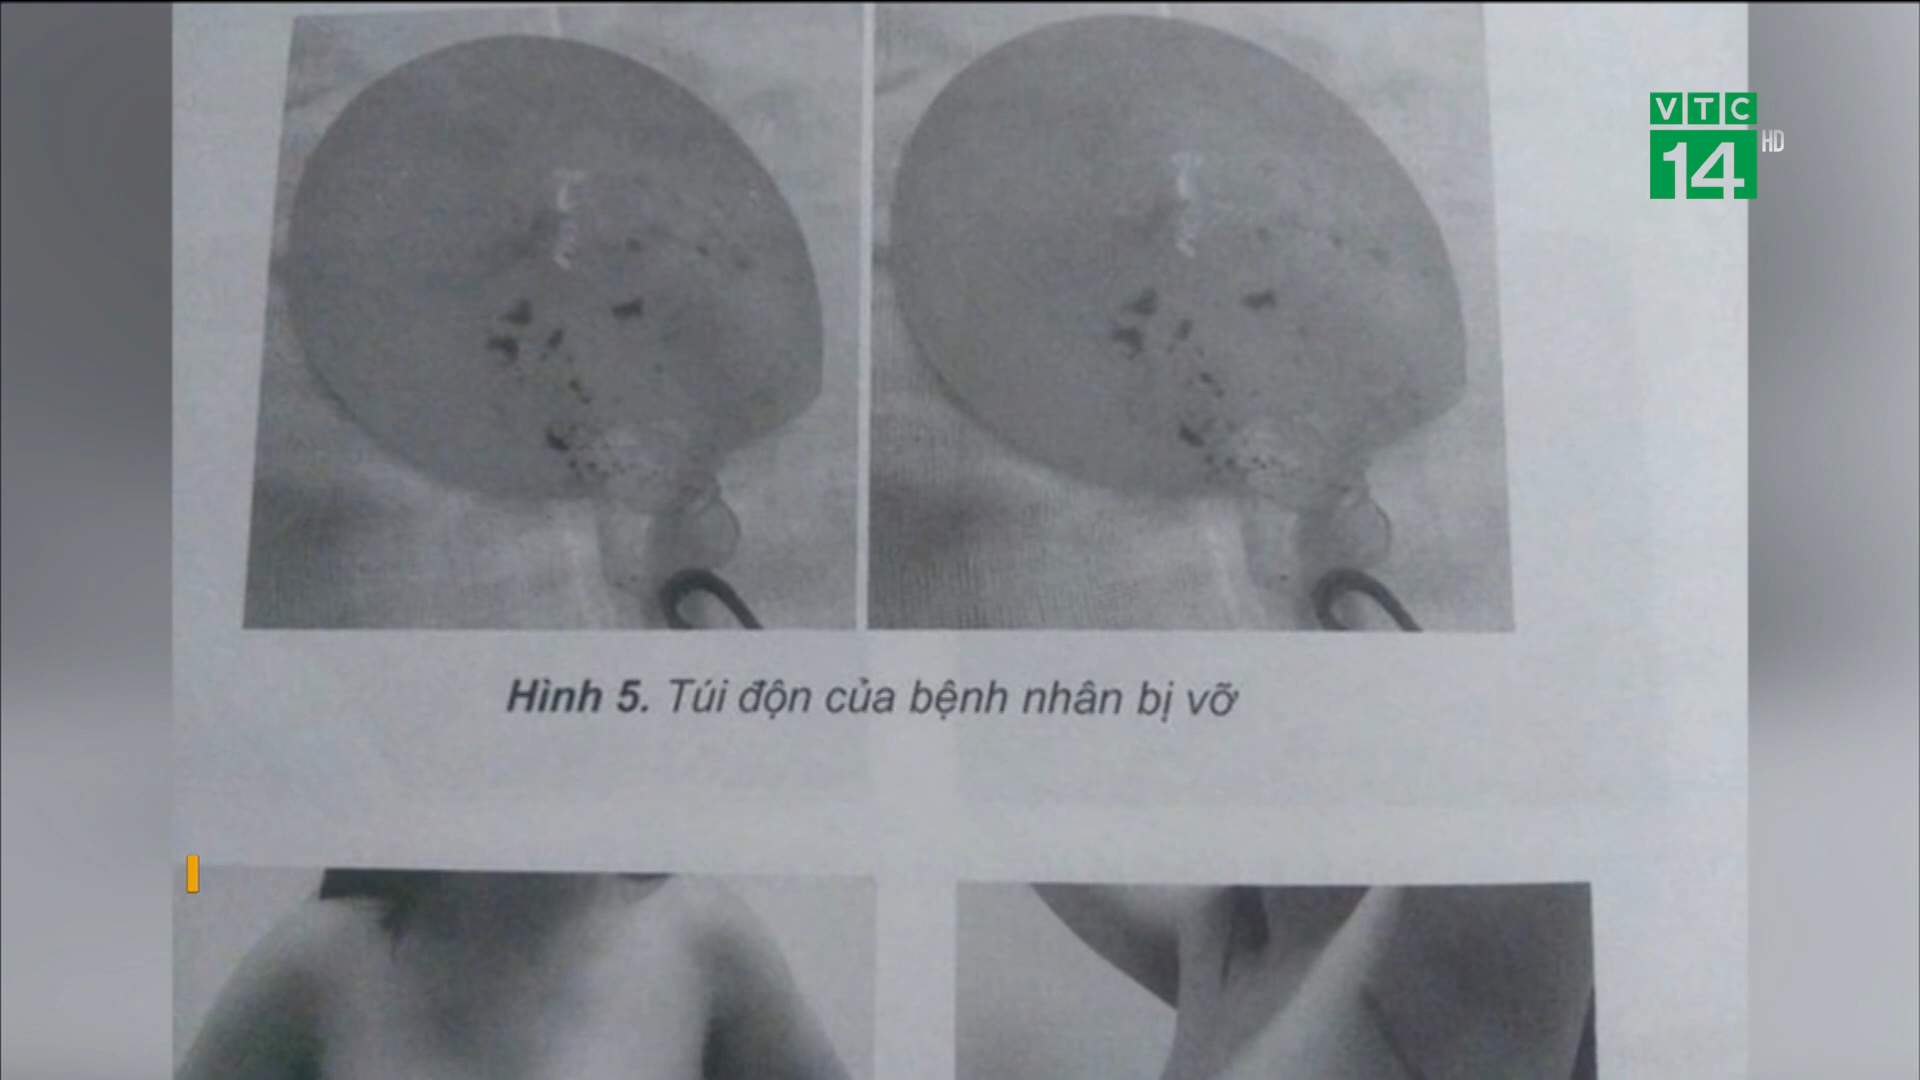 VTC
14 HD
Hình 5. Túi độn của bệnh nhân bị vỡ